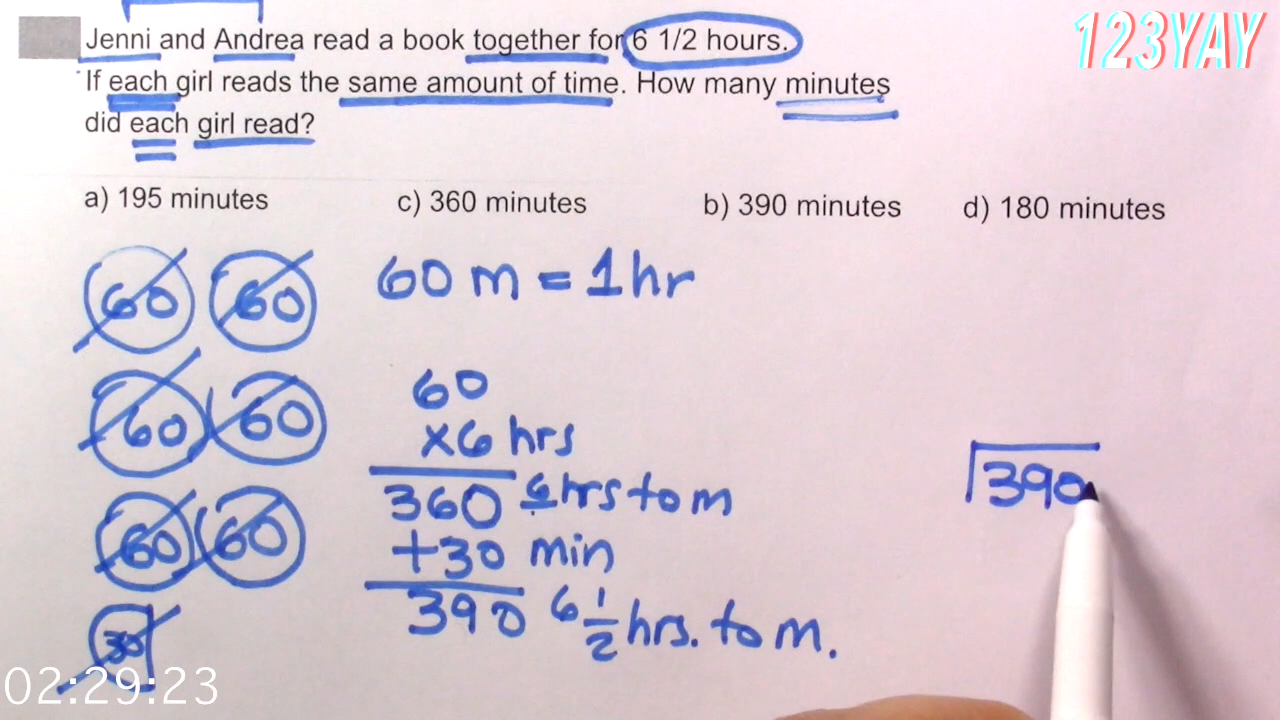 123YAY
Jenni and Andrea read a book together for 6 1/2 hours.
If each girl reads the same amount of time. How many minutes
did each girl read?
a) 195 minutes c) 360 minutes b) 390 minutes d) 180 minutes
60 60 60 m = 1 hr
60 60
60 60
30
60
x6 hrs
360 6 hrs to m
+30 min
390 6 1/2 hrs. to m.
390
02:29:23